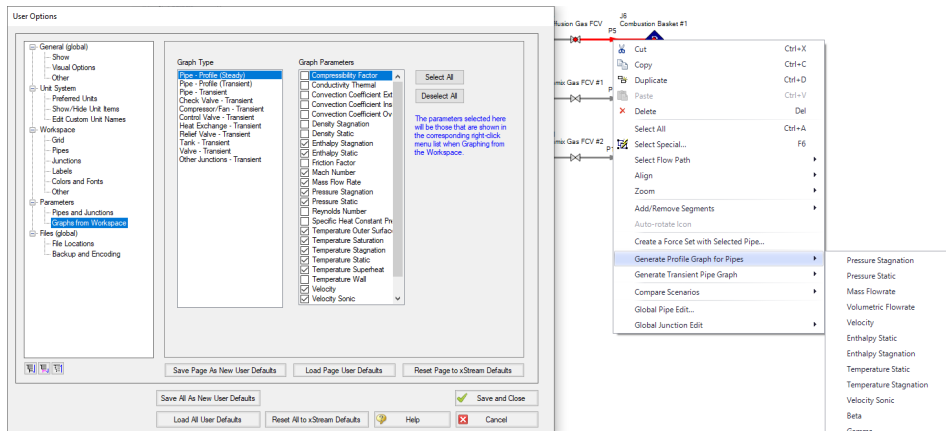 User Options
General (global)
Show
Visual Options
Other
Unit System
Preferred Units
Show/Hide Unit Items
Edit Custom Unit Names
Workspace
Grid
Pipes
Junctions
Labels
Colors and Fonts
Other
Parameters
Pipes and Junctions
Graphs from Workspace
Files (global)
File Locations
Backup and Encoding
Graph Type
Pipe - Profile (Steady)
Pipe - Profile (Transient)
Pipe - Transient
Check Valve - Transient
Compressor/Fan - Transient
Control Valve - Transient
Heat Exchange - Transient
Relief Valve - Transient
Tank - Transient
Valve - Transient
Other Junctions - Transient
Graph Parameters
Compressibility Factor
Conductivity Thermal
Convection Coefficient Ext
Convection Coefficient Ins
Convection Coefficient Ov
Density Stagnation
Density Static
Enthalpy Stagnation
Enthalpy Static
Friction Factor
Mach Number
Mass Flow Rate
Pressure Stagnation
Pressure Static
Reynolds Number
Specific Heat Constant Pre
Temperature Outer Surface
Temperature Saturation
Temperature Stagnation
Temperature Static
Temperature Superheat
Temperature Wall
Velocity
Velocity Sonic
Select All
Deselect All
The parameters selected here
will be those that are shown in
the corresponding right-click
menu list when Graphing from
the Workspace.
Save Page As New User Defaults
Load Page User Defaults
Reset Page to xStream Defaults
Save All As New User Defaults
Save and Close
Load All User Defaults
Reset All to xStream Defaults
Help
Cancel
Gas FCV
P5
J6
Combustion Basket #1
Gas FCV #1
Gas FCV #2
Cut Ctrl+X
Copy Ctrl+C
Duplicate Ctrl+D
Paste Ctrl+V
Delete Del
Select All Ctrl+A
Select Special... F6
Select Flow Path
Align
Zoom
Add/Remove Segments
Auto-rotate Icon
Create a Force Set with Selected Pipe...
Generate Profile Graph for Pipes
Generate Transient Pipe Graph
Compare Scenarios
Global Pipe Edit...
Global Junction Edit
Pressure Stagnation
Pressure Static
Mass Flowrate
Volumetric Flowrate
Velocity
Enthalpy Static
Enthalpy Stagnation
Temperature Static
Temperature Stagnation
Velocity Sonic
Beta